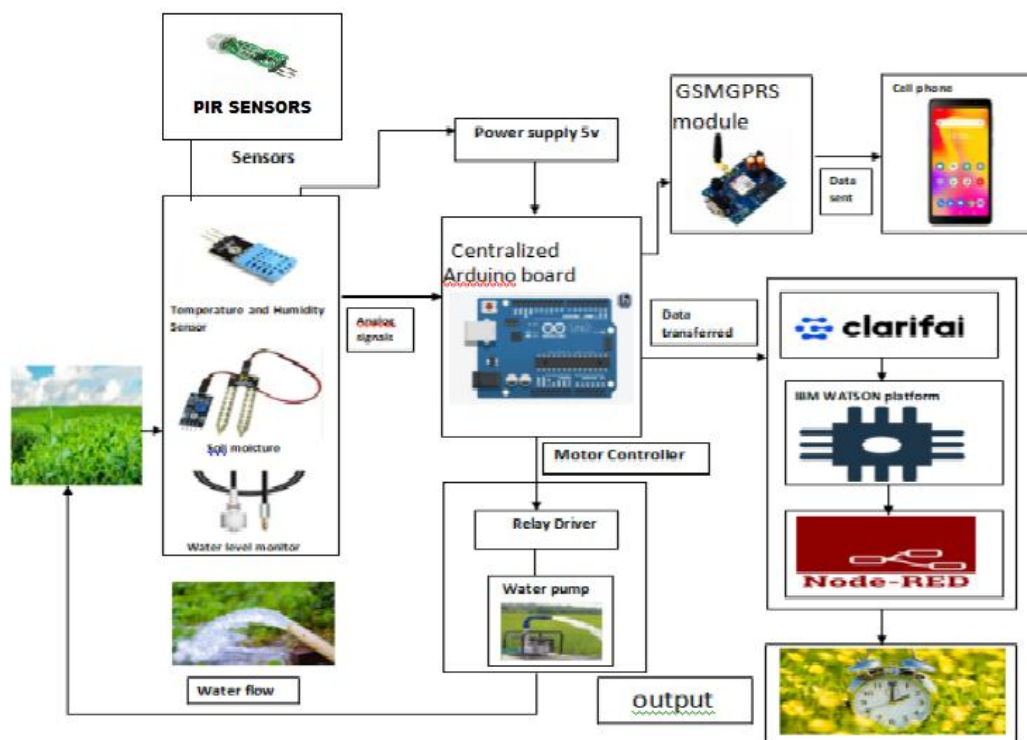 PIR SENSORS
Sensors
Power supply 5v
GSMGPRS
module
Cell phone
Data
sent
Centralized
Arduino board
Temperature and Humidity
Sensor
Analog
signals
Data
transferred
clarifai
IBM WATSON platform
Soil moisture
Motor Controller
Water level monitor
Relay Driver
Node-RED
Water pump
Water flow
output